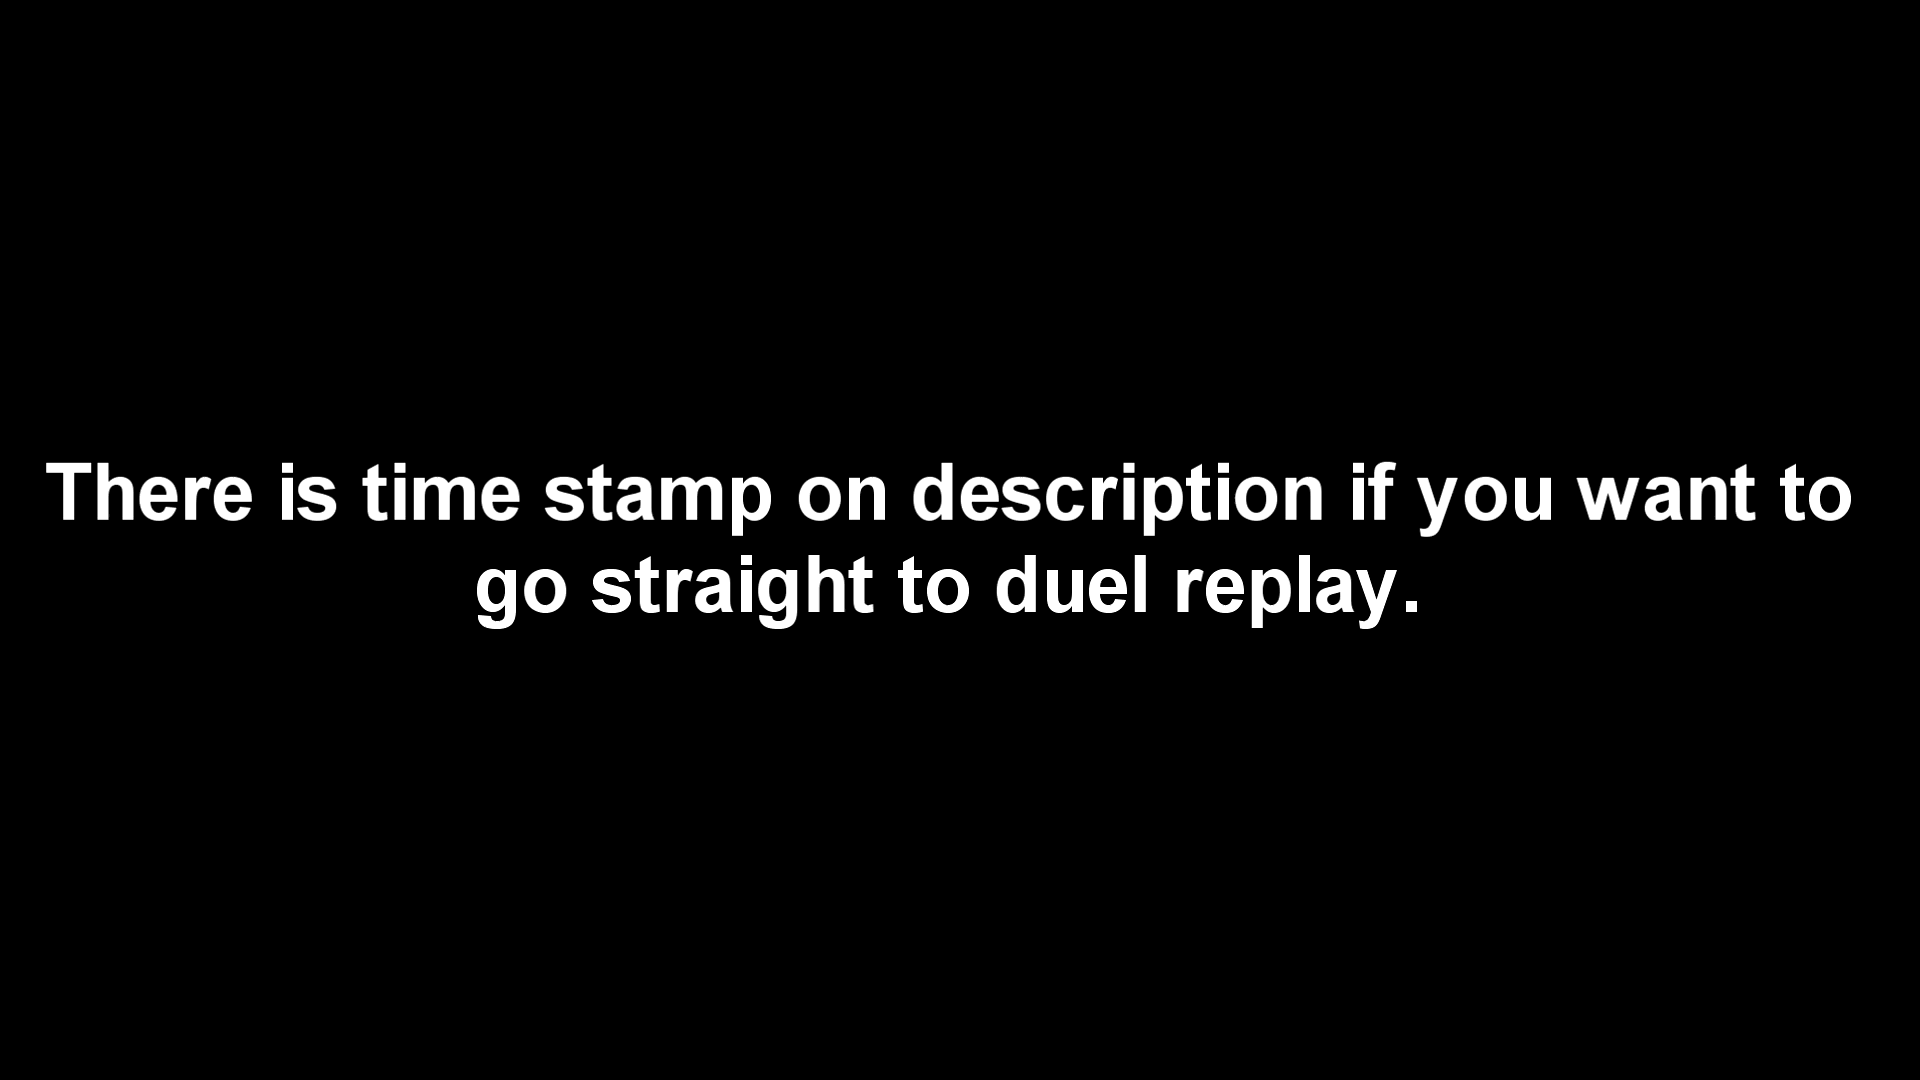 There is time stamp on description if you want to
go straight to duel replay.